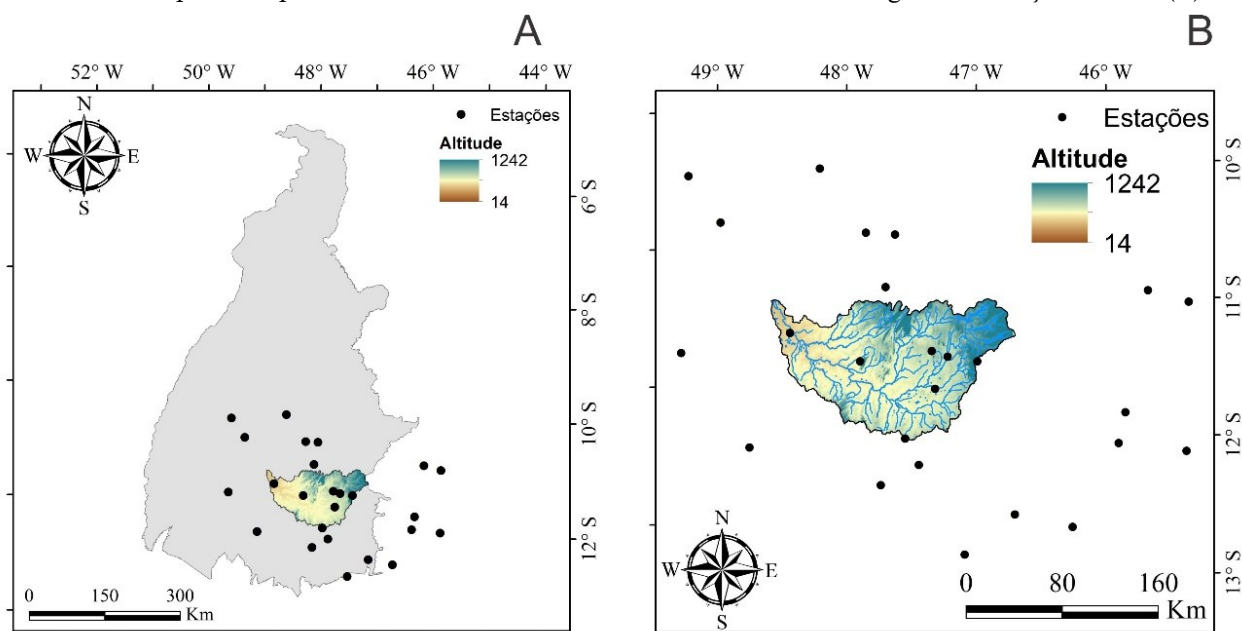 A
B
52° W 50° W 48° W 46° W 44° W
N
W E
S
Estações
Altitude
1242
14
6°S
8°S
10°S
12°S
0 150 300
Km
49° W 48° W 47° W 46° W
Estações
Altitude
1242
14
10°S
11°S
12°S
13°S
N
W E
S
0 80 160
Km